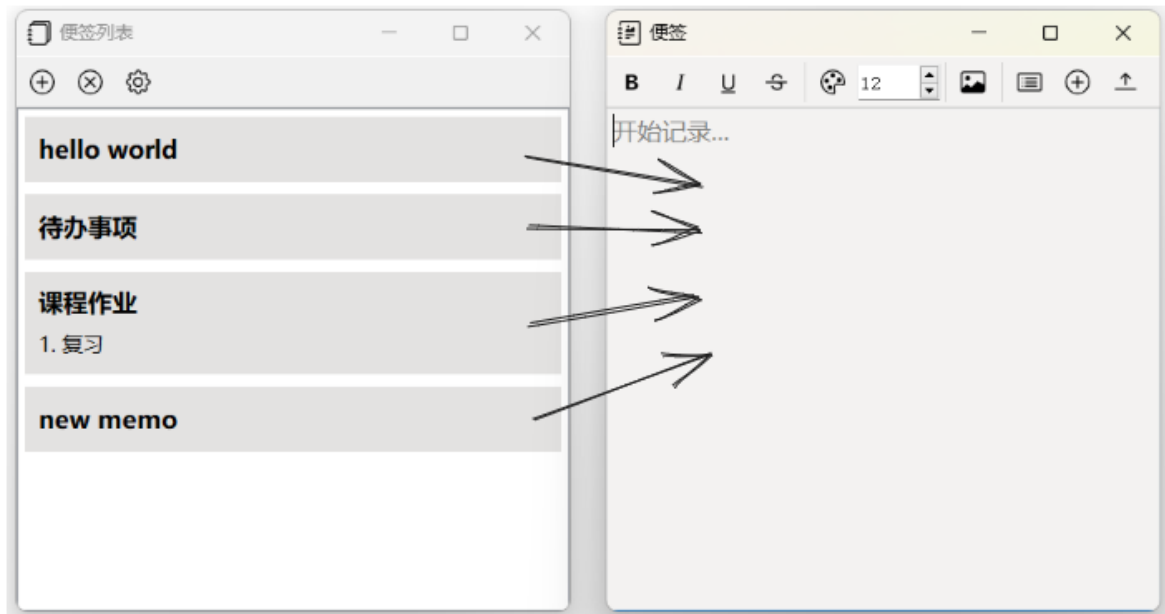 便签列表
hello world
待办事项
课程作业
1. 复习
new memo
便签
B I U S 12
开始记录...